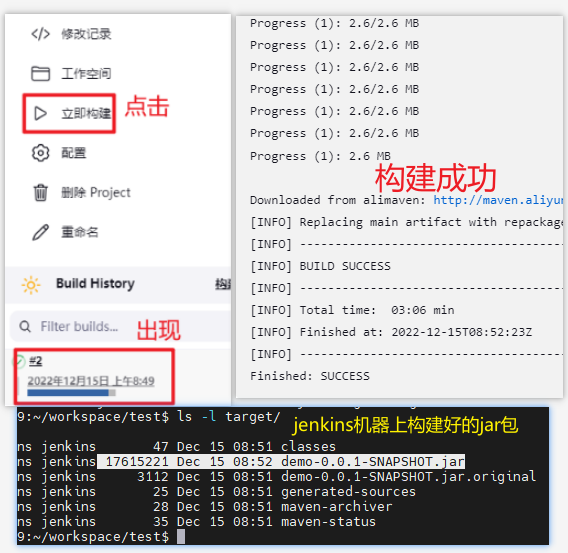 修改记录
工作空间
立即构建
点击
配置
删除 Project
重命名
Build History
Filter builds...
出现
#2
2022年12月15日 上午8:49
Progress (1): 2.6/2.6 MB
Progress (1): 2.6/2.6 MB
Progress (1): 2.6/2.6 MB
Progress (1): 2.6/2.6 MB
Progress (1): 2.6/2.6 MB
Progress (1): 2.6/2.6 MB
Progress (1): 2.6 MB
构建成功
Downloaded from alimaven: http://maven.aliyun
[INFO] Replacing main artifact with repackage
[INFO] ------------------------------------
[INFO] BUILD SUCCESS
[INFO] ------------------------------------
[INFO] Total time:  03:06 min
[INFO] Finished at: 2022-12-15T08:52:23Z
[INFO] ------------------------------------
Finished: SUCCESS
9:~/workspace/test$ ls -l target/
jenkins机器上构建好的jar包
ns jenkins       47 Dec 15 08:51 classes
ns jenkins 17615221 Dec 15 08:52 demo-0.0.1-SNAPSHOT.jar
ns jenkins     3112 Dec 15 08:51 demo-0.0.1-SNAPSHOT.jar.original
ns jenkins       25 Dec 15 08:51 generated-sources
ns jenkins       28 Dec 15 08:51 maven-archiver
ns jenkins       35 Dec 15 08:51 maven-status
9:~/workspace/test$